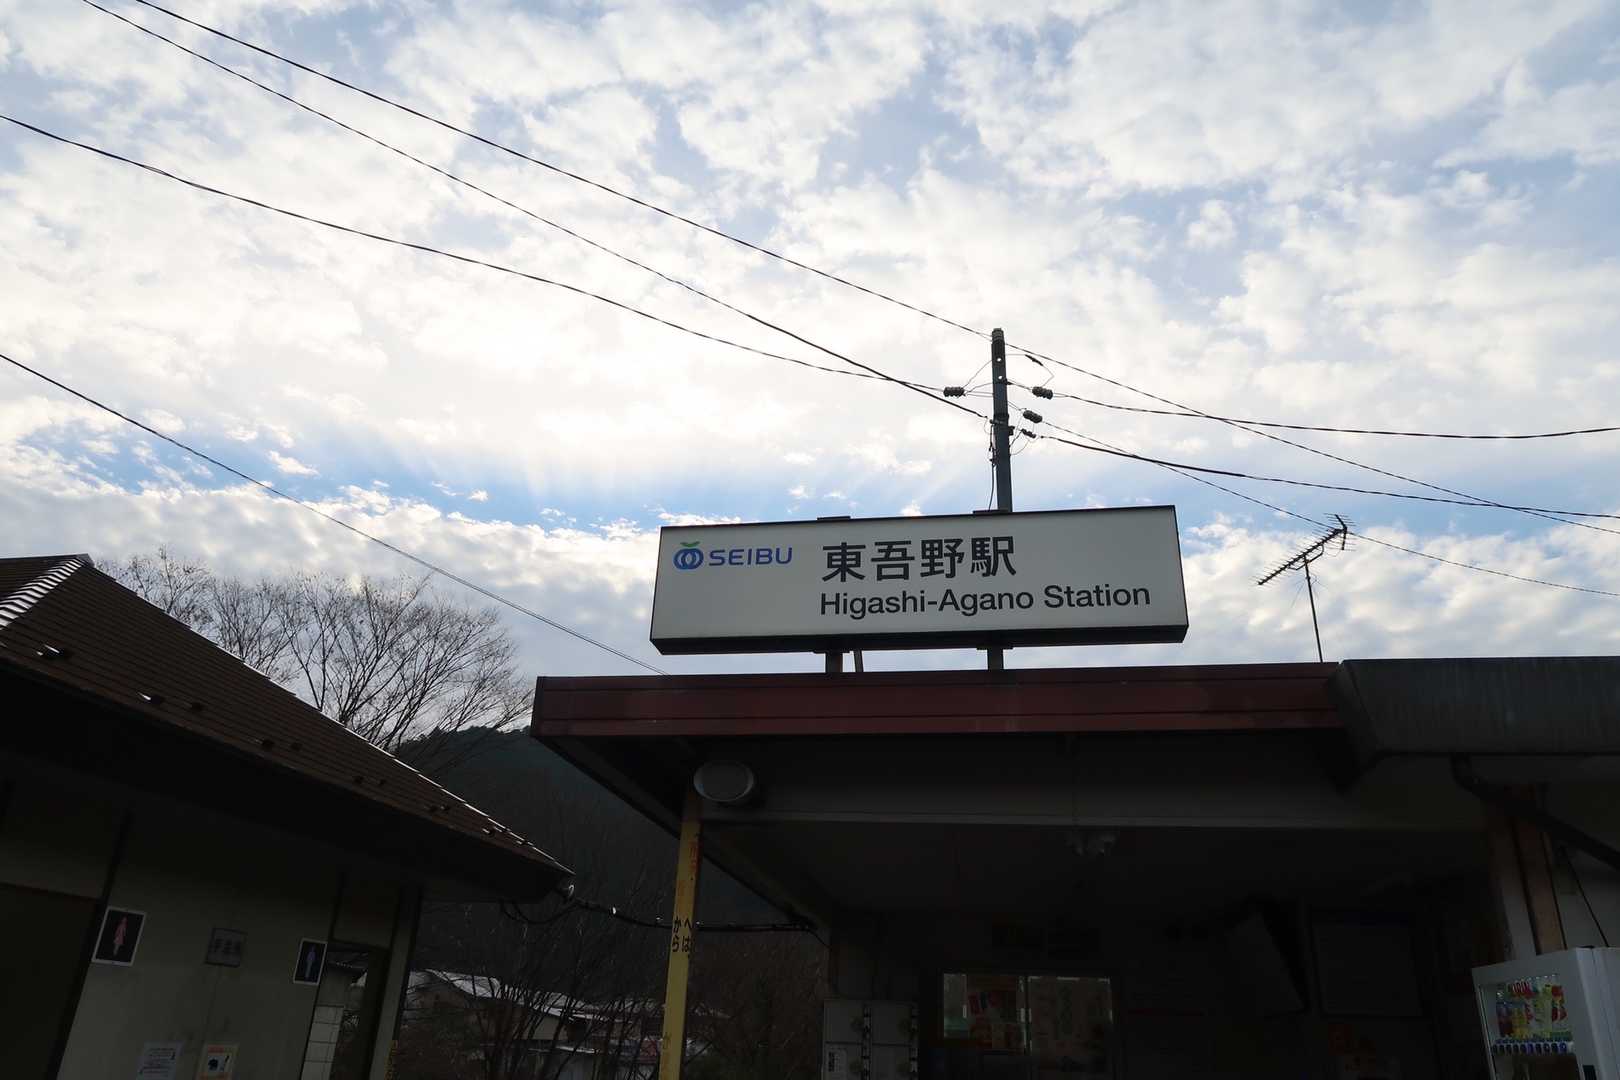 SEIBU
東吾野駅
Higashi-Agano Station